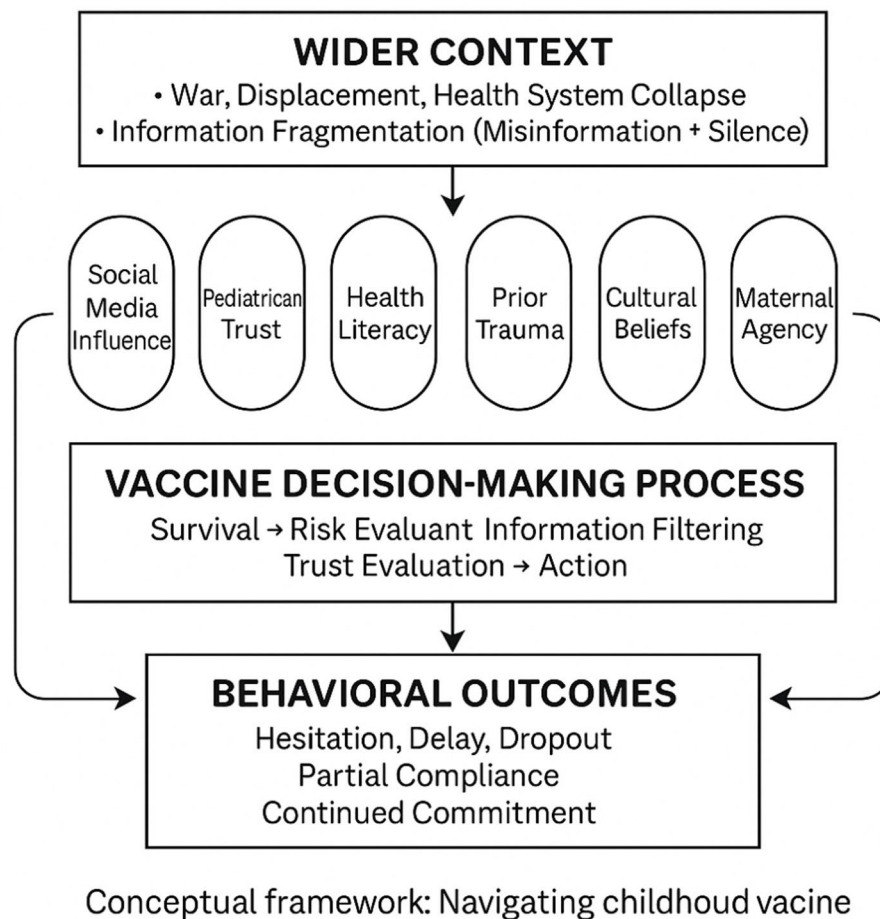 WIDER CONTEXT
• War, Displacement, Health System Collapse
• Information Fragmentation (Misinformation + Silence)
Social
Media
Influence
Pediatrican
Trust
Health
Literacy
Prior
Trauma
Cultural
Beliefs
Maternal
Agency
VACCINE DECISION-MAKING PROCESS
Survival → Risk Evaluant Information Filtering
Trust Evaluation → Action
BEHAVIORAL OUTCOMES
Hesitation, Delay, Dropout
Partial Compliance
Continued Commitment
Conceptual framework: Navigating childhoud vacine